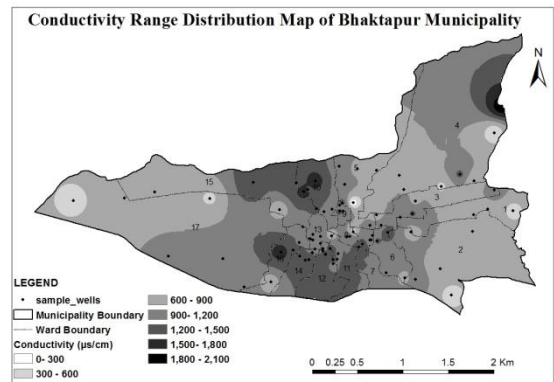 Conductivity Range Distribution Map of Bhaktapur Municipality
N
4
5
15
3
17
13
2
6
14
12
11
7
LEGEND
sample_wells
Municipality Boundary
Ward Boundary
Conductivity (µs/cm)
0- 300
300 - 600
600 - 900
900- 1,200
1,200 - 1,500
1,500 - 1,800
1,800 - 2,100
0 0.25 0.5 1 1.5 2 Km